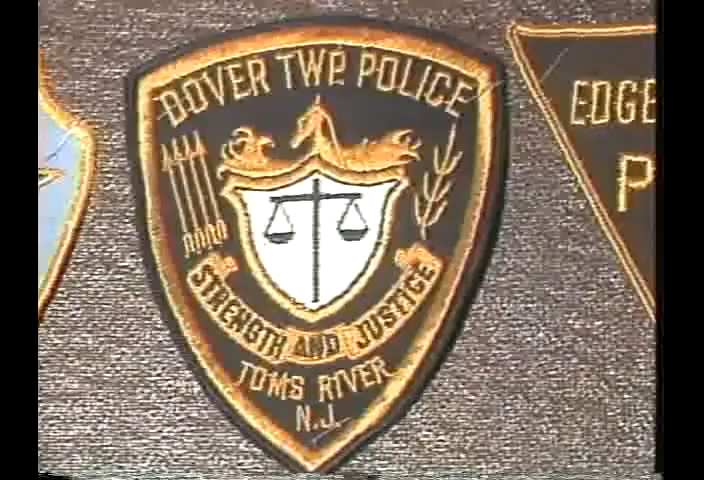 DOVER TWP POLICE
STRENGTH AND JUSTICE
TOMS RIVER
N.J.
EDGE
P